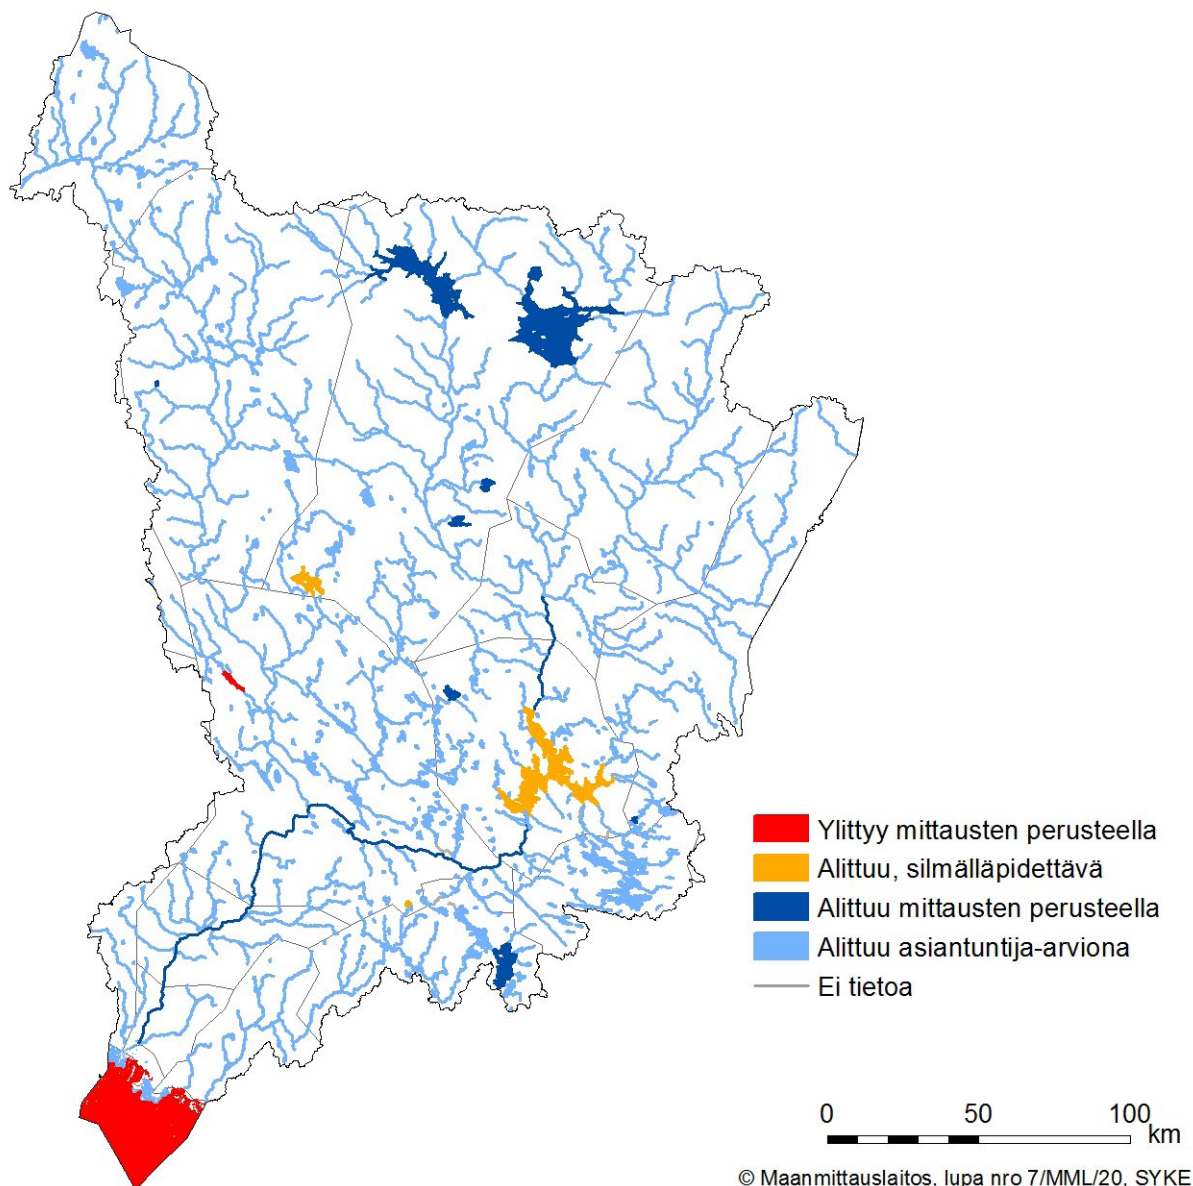 Ylittyy mittausten perusteella
Alittuu, silmälläpidettävä
Alittuu mittausten perusteella
Alittuu asiantuntija-arviona
Ei tietoa
0 50 100
km
© Maanmittauslaitos, lupa nro 7/MML/20, SYKE